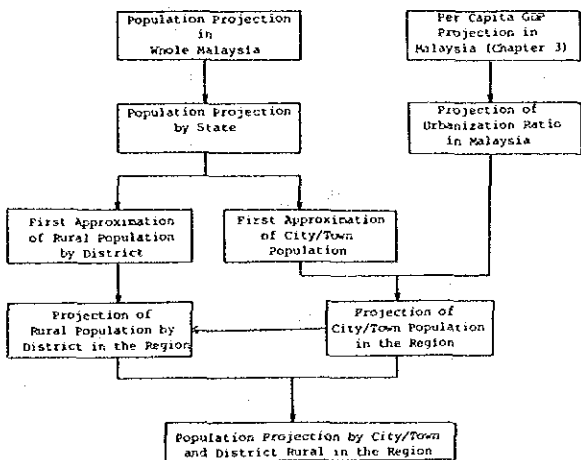 Population Projection
in
Whole Malaysia
Per Capita GDP
Projection in
Malaysia (Chapter 3)
Population Projection
by State
Projection of
Urbanization Ratio
in Malaysia
First Approximation
of Rural Population
by District
First Approximation
of City/Town
Population
Projection of
Rural Population by
District in the Region
Projection of
City/Town Population
in the Region
Population Projection by City/Town
and District Rural in the Region